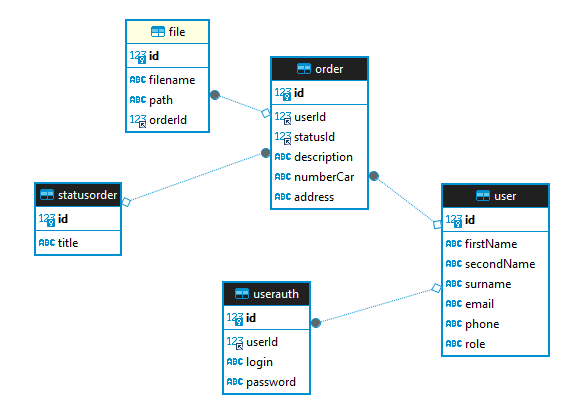 file
123 id
ABC filename
ABC path
123 orderId
order
123 id
123 userId
123 statusId
ABC description
ABC numberCar
ABC address
statusorder
123 id
ABC title
user
123 id
ABC firstName
ABC secondName
ABC surname
ABC email
ABC phone
ABC role
userauth
123 id
123 userId
ABC login
ABC password